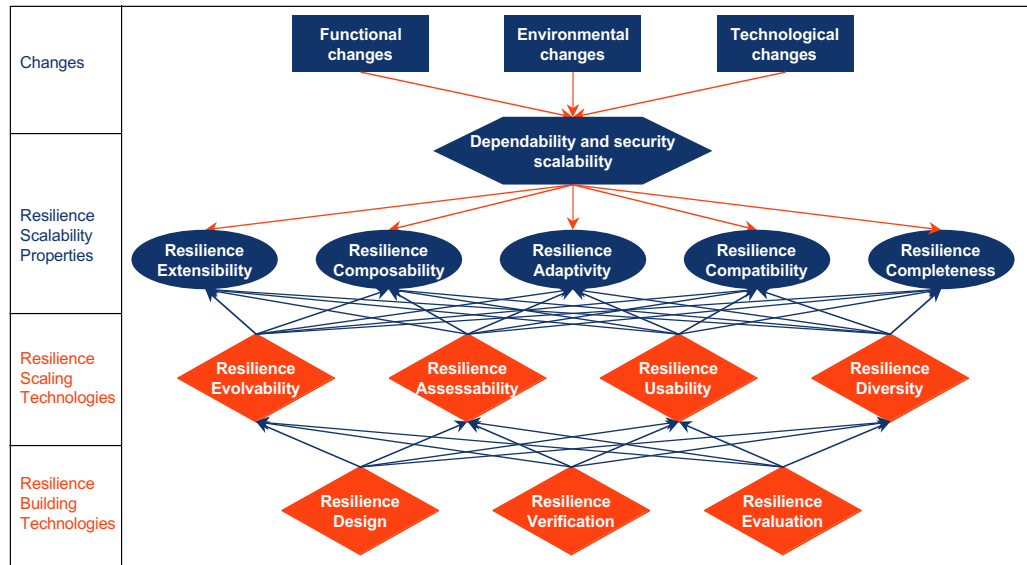 Changes
Functional
changes
Environmental
changes
Technological
changes
Dependability and security
scalability
Resilience
Scalability
Properties
Resilience
Extensibility
Resilience
Composability
Resilience
Adaptivity
Resilience
Compatibility
Resilience
Completeness
Resilience
Scaling
Technologies
Resilience
Evolvability
Resilience
Assessability
Resilience
Usability
Resilience
Diversity
Resilience
Building
Technologies
Resilience
Design
Resilience
Verification
Resilience
Evaluation